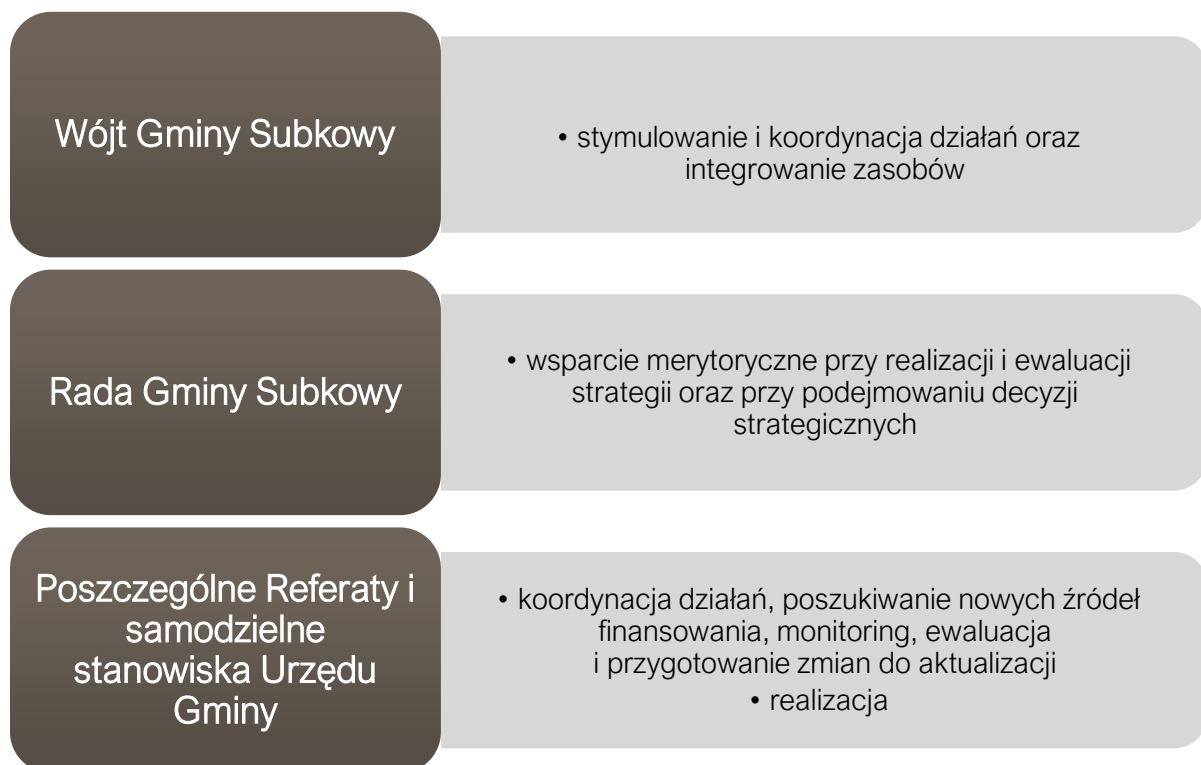 Wójt Gminy Subkowy
• stymulowanie i koordynacja działań oraz
integrowanie zasobów
Rada Gminy Subkowy
• wsparcie merytoryczne przy realizacji i ewaluacji
strategii oraz przy podejmowaniu decyzji
strategicznych
Poszczególne Referaty i
samodzielne
stanowiska Urzędu
Gminy
• koordynacja działań, poszukiwanie nowych źródeł
finansowania, monitoring, ewaluacja
i przygotowanie zmian do aktualizacji
• realizacja